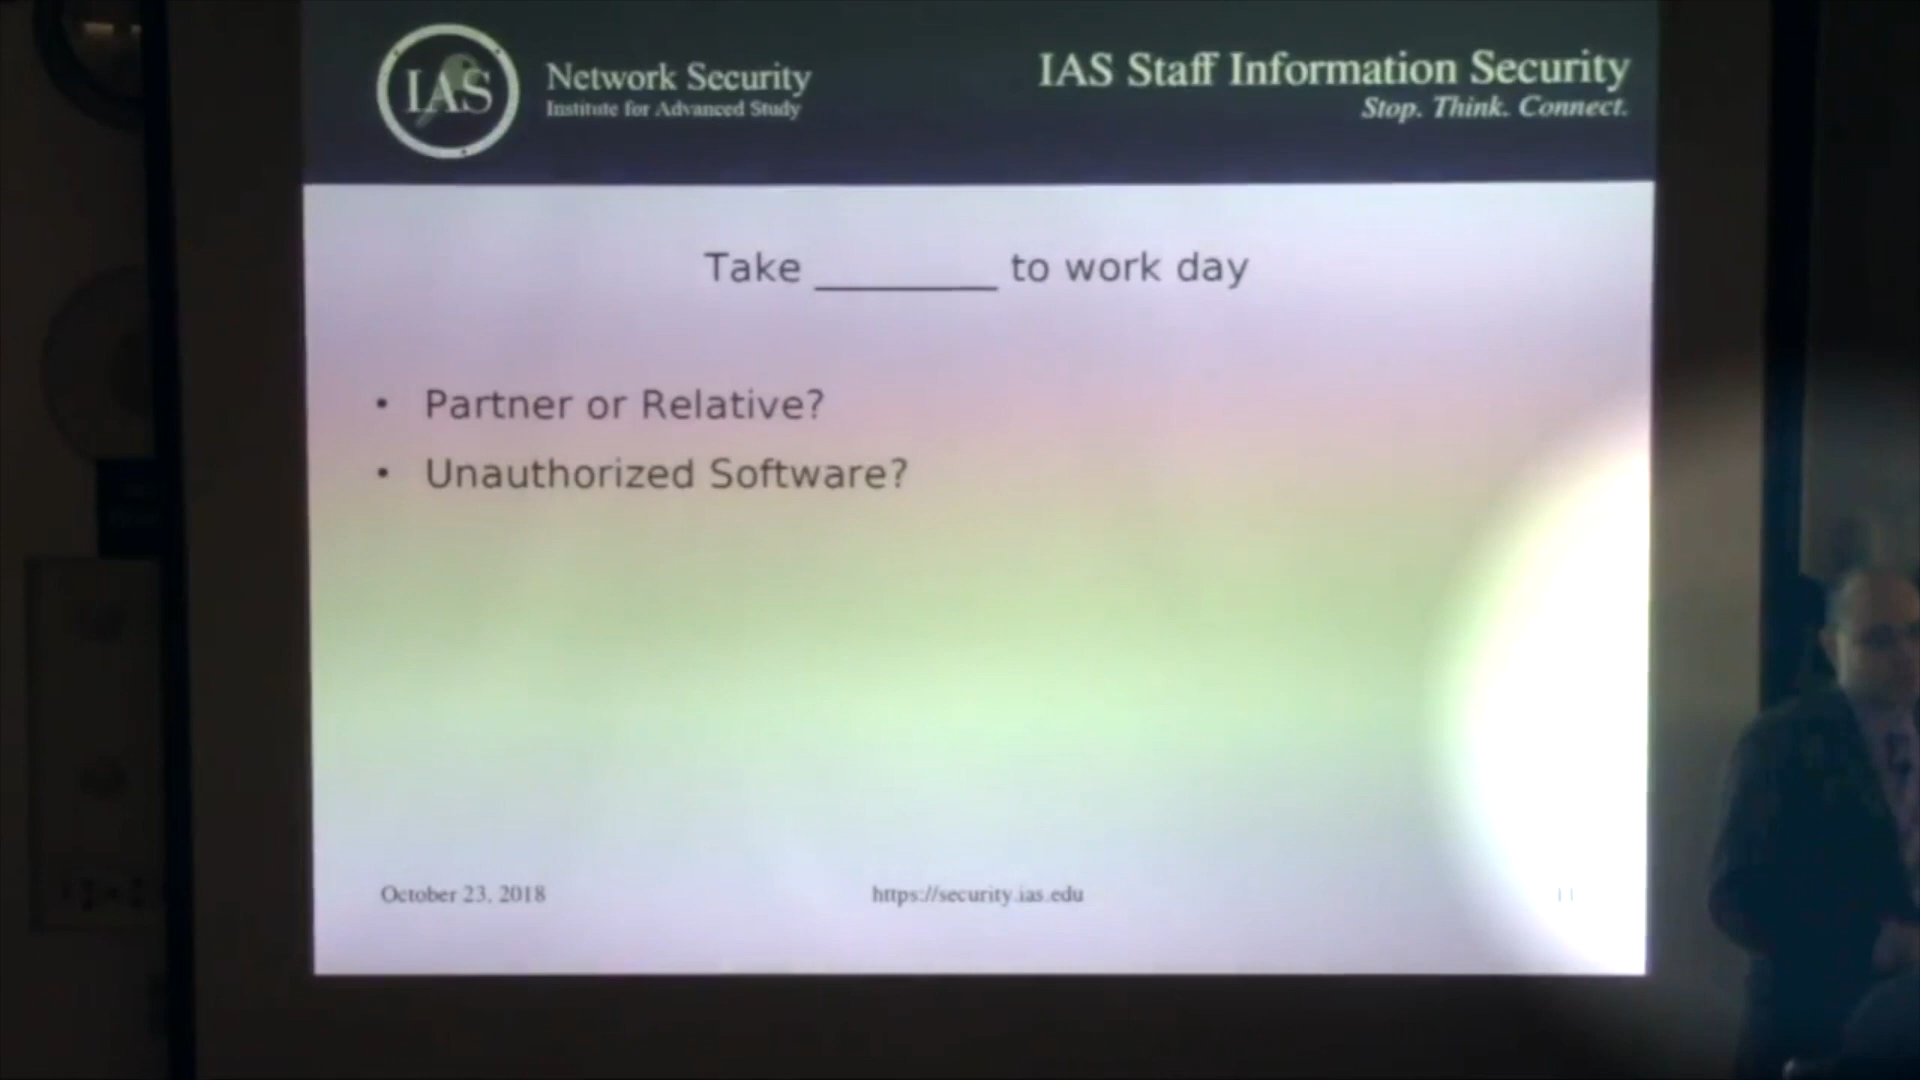 IAS
Network Security
Institute for Advanced Study
IAS Staff Information Security
Stop. Think. Connect.
Take ________ to work day
• Partner or Relative?
• Unauthorized Software?
October 23, 2018
https://security.ias.edu
11